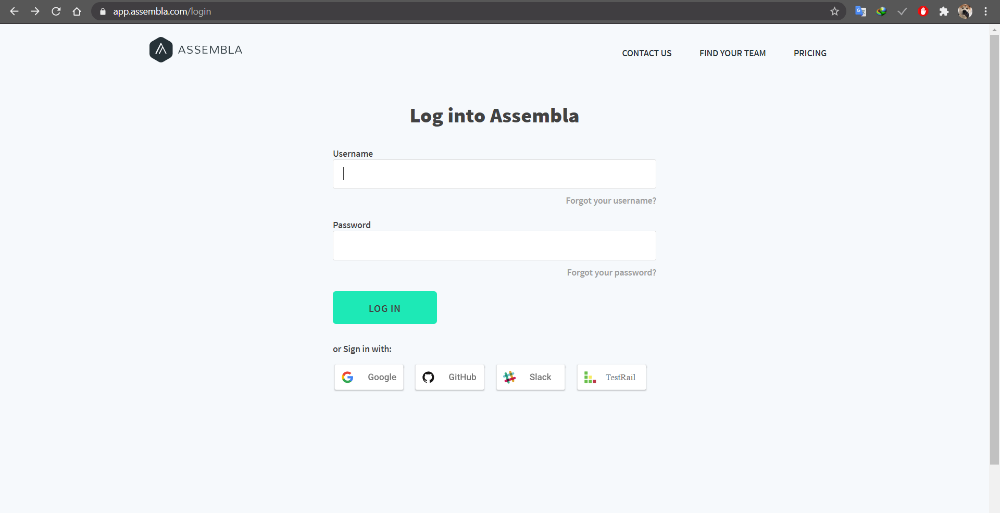 app.assembla.com/login
ASSEMBLA
CONTACT US FIND YOUR TEAM PRICING
Log into Assembla
Username
Forgot your username?
Password
Forgot your password?
LOG IN
or Sign in with:
Google GitHub Slack TestRail